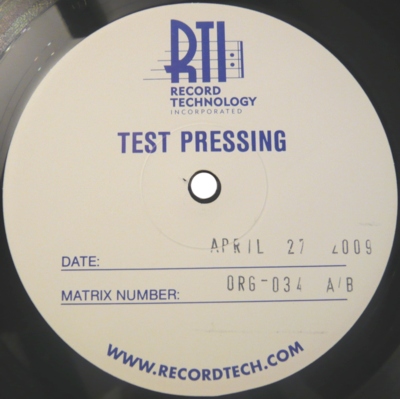 RTI
RECORD
TECHNOLOGY
INCORPORATED
TEST PRESSING
DATE: APRIL 27 2009
MATRIX NUMBER: ORG-034 A/B
WWW.RECORDTECH.COM